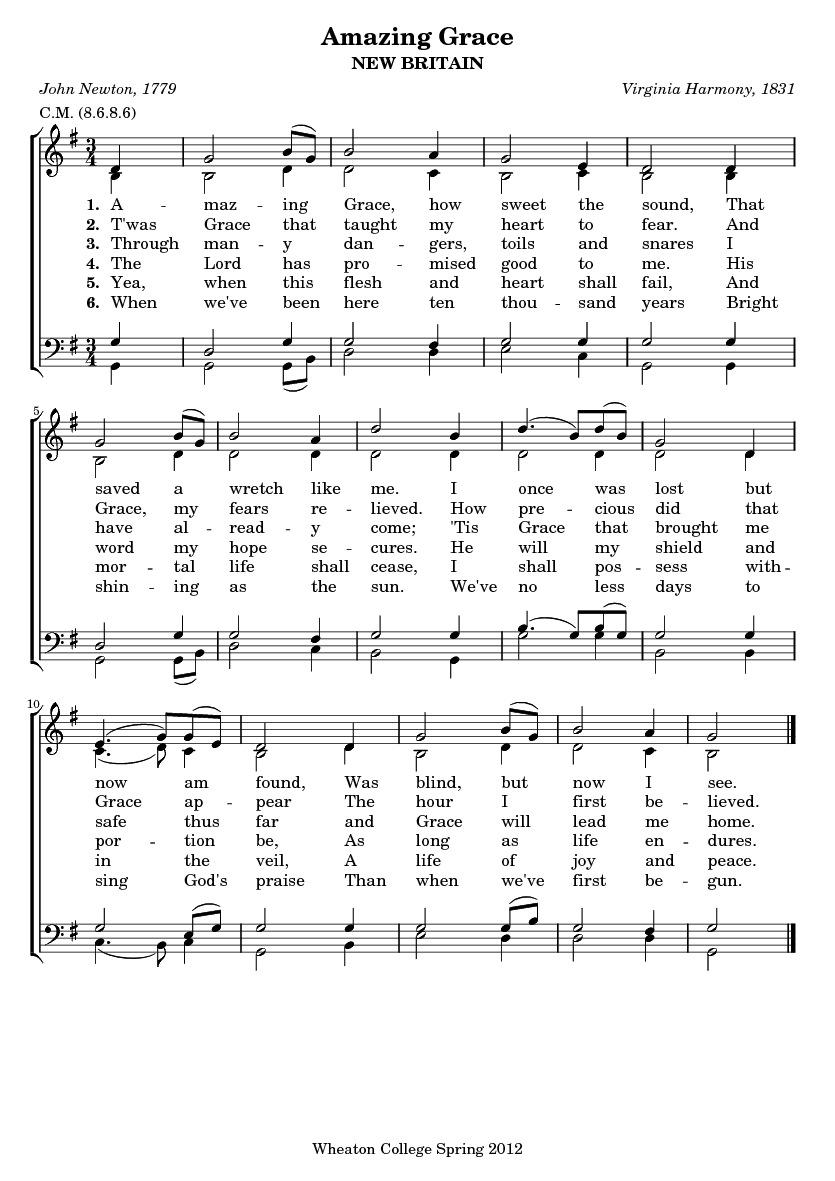 Amazing Grace
NEW BRITAIN
John Newton, 1779 Virginia Harmony, 1831
C.M. (8.6.8.6)
1. A - maz - ing Grace, how sweet the sound, That
2. T'was Grace that taught my heart to fear. And
3. Through man - y dan - gers, toils and snares I
4. The Lord has pro - mised good to me. His
5. Yea, when this flesh and heart shall fail, And
6. When we've been here ten thou - sand years Bright
5
saved a wretch like me. I once was lost but
Grace, my fears re - lieved. How pre - cious did that
have al - read - y come; 'Tis Grace that brought me
word my hope se - cures. He will my shield and
mor - tal life shall cease, I shall pos - sess with -
shin - ing as the sun. We've no less days to
10
now am found, Was blind, but now I see.
Grace ap - pear The hour I first be - lieved.
safe thus far and Grace will lead me home.
por - tion be, As long as life en - dures.
in the veil, A life of joy and peace.
sing God's praise Than when we've first be - gun.
Wheaton College Spring 2012